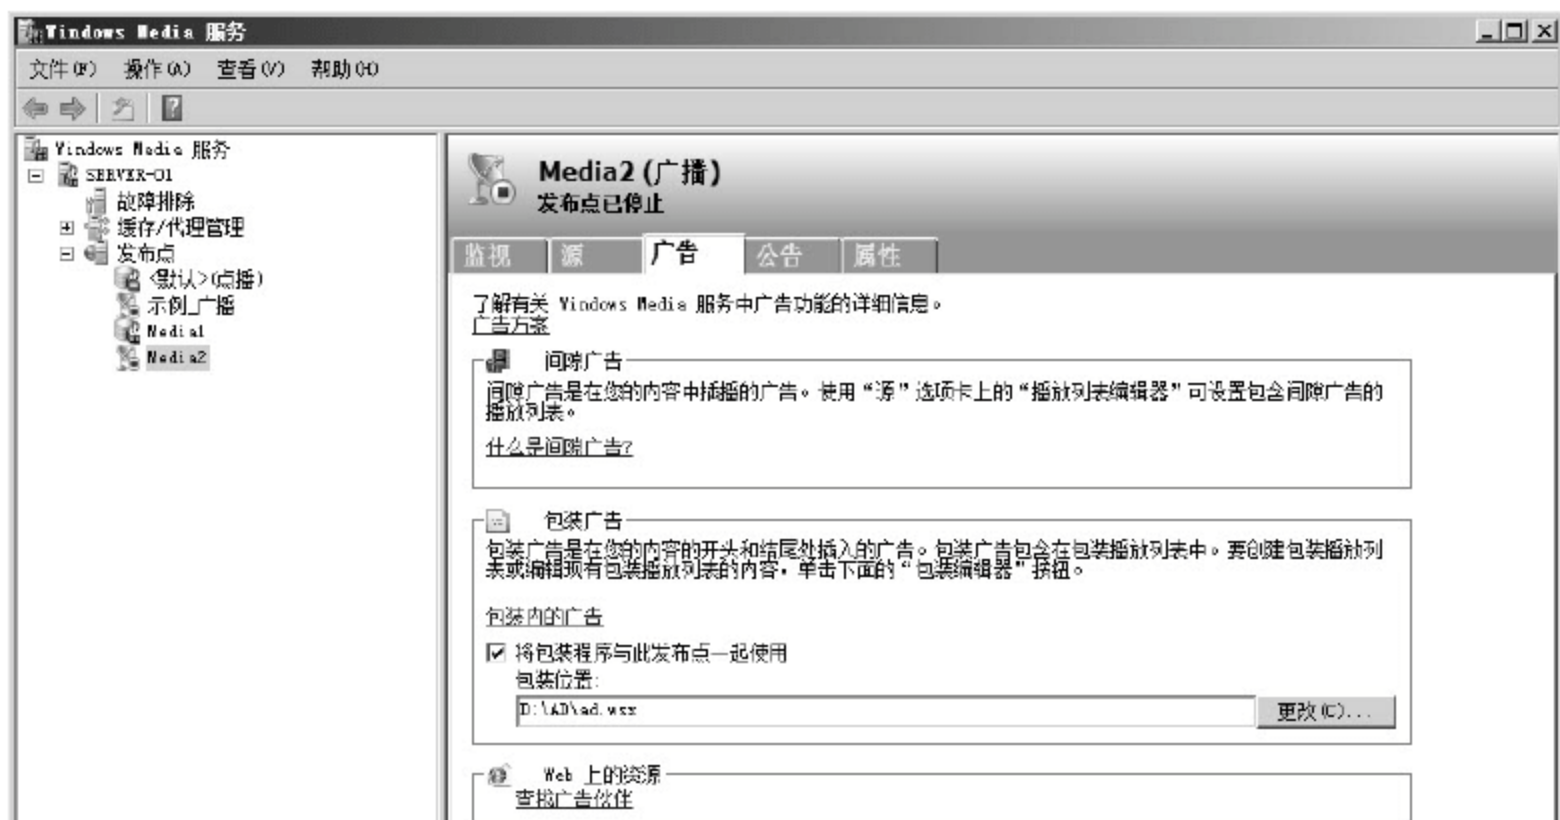 Windows Media 服务
文件(F) 操作(A) 查看(V) 帮助(H)
Windows Media 服务
SERVER-01
故障排除
缓存/代理管理
发布点
<默认>(点播)
示例_广播
Media1
Media2
Media2 (广播)
发布点已停止
监视 源 广告 公告 属性
了解有关 Windows Media 服务中广告功能的详细信息。
广告方案
间隙广告
间隙广告是在您的内容中插播的广告。使用“源”选项卡上的“播放列表编辑器”可设置包含间隙广告的
播放列表。
什么是间隙广告?
包装广告
包装广告是在您的内容的开头和结尾处插入的广告。包装广告包含在包装播放列表中。要创建包装播放列
表或编辑现有包装播放列表的内容，单击下面的“包装编辑器”按钮。
包装内的广告
将包装程序与此发布点一起使用
包装位置:
D:\AD\ad.wsx
更改(C)...
Web 上的资源
查找广告伙伴